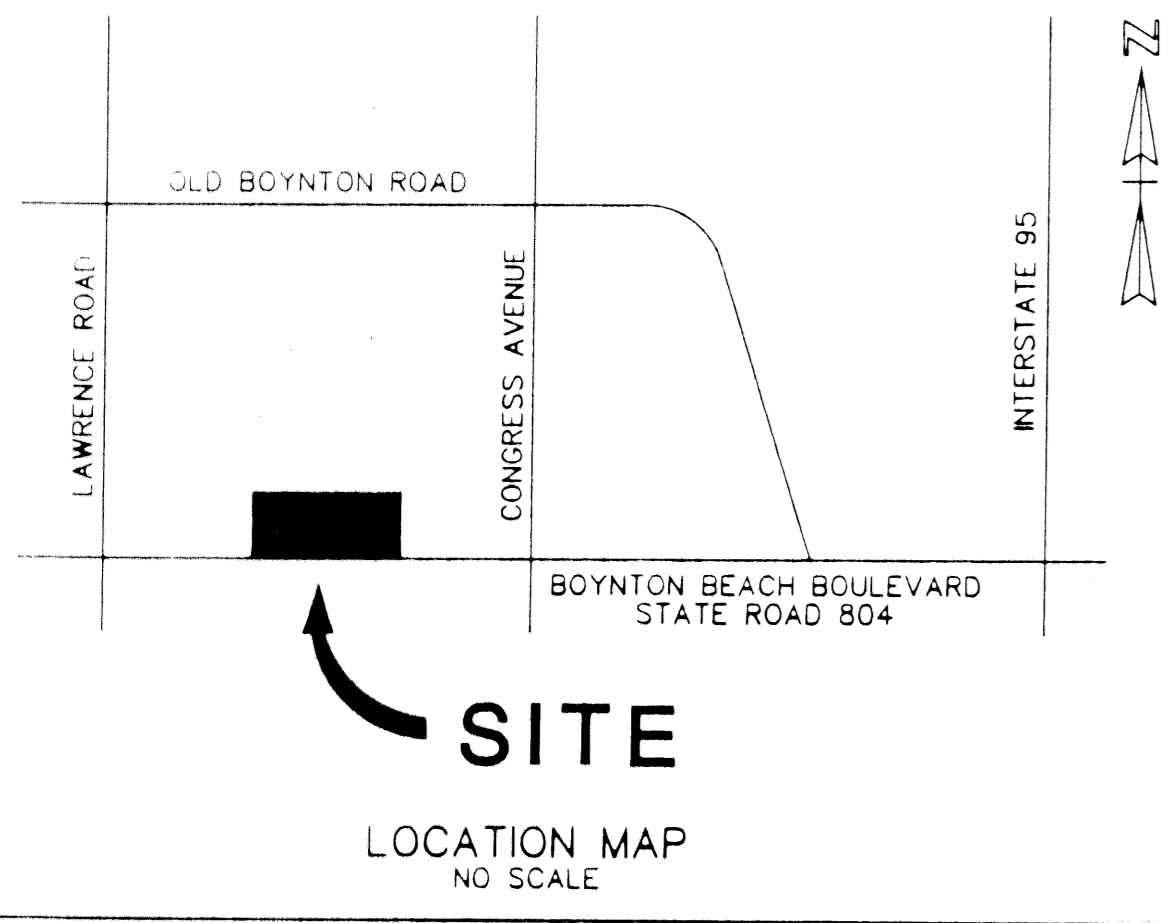 N
OLD BOYNTON ROAD
LAWRENCE ROAD
CONGRESS AVENUE
INTERSTATE 95
BOYNTON BEACH BOULEVARD
STATE ROAD 804
SITE
LOCATION MAP
NO SCALE